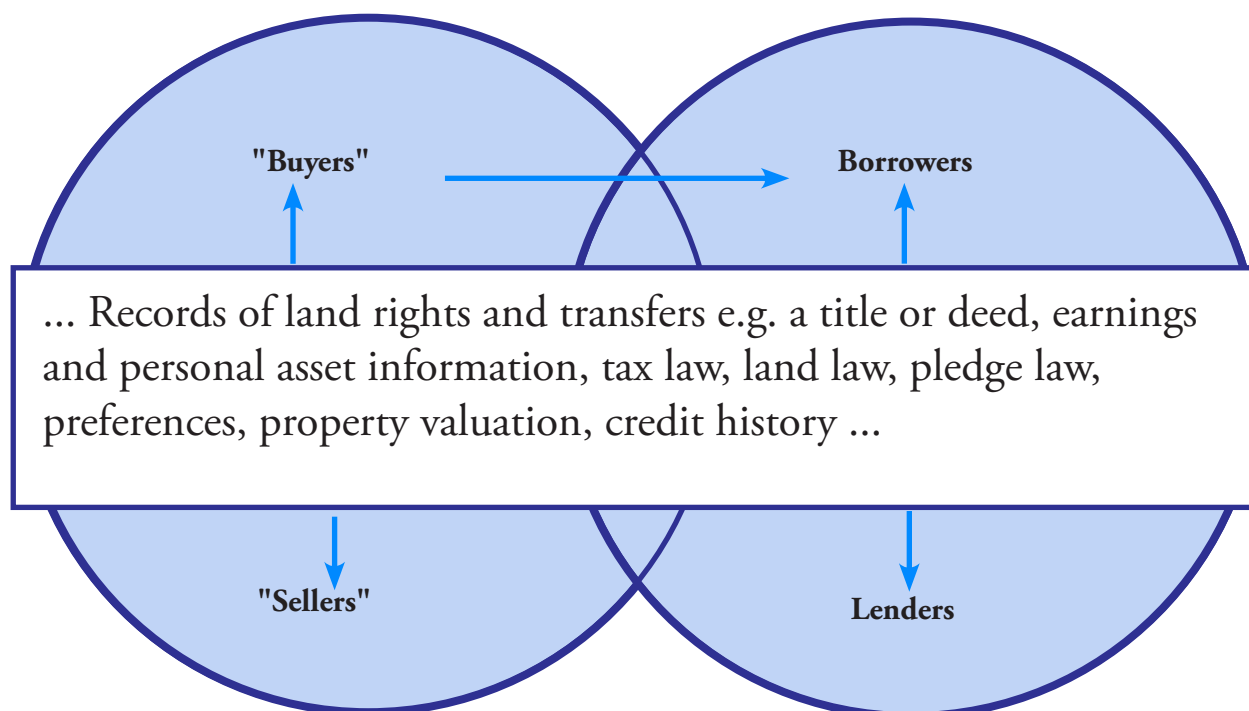 "Buyers"
Borrowers
... Records of land rights and transfers e.g. a title or deed, earnings
and personal asset information, tax law, land law, pledge law,
preferences, property valuation, credit history ...
"Sellers"
Lenders